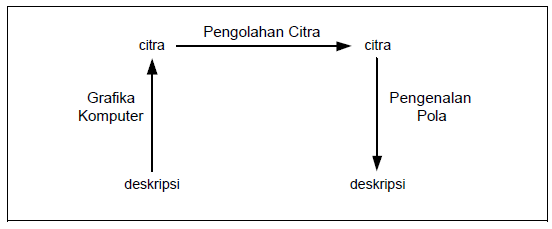 Pengolahan Citra
citra
citra
Grafika
Komputer
Pengenalan
Pola
deskripsi
deskripsi